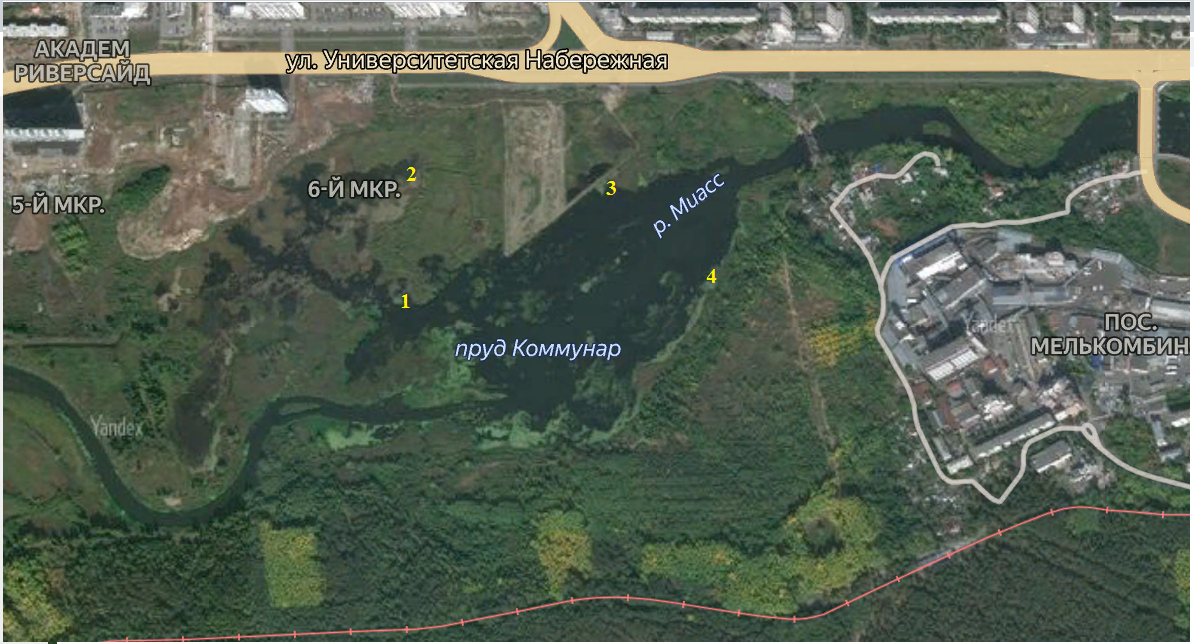 АКАДЕМ
РИВЕРСАЙД
ул. Университетская Набережная
2
6-Й МКР.
3
5-Й МКР.
р. Миасс
4
1
ПОС.
МЕЛЬКОМБИН
Yandex
пруд Коммунар
Yandex